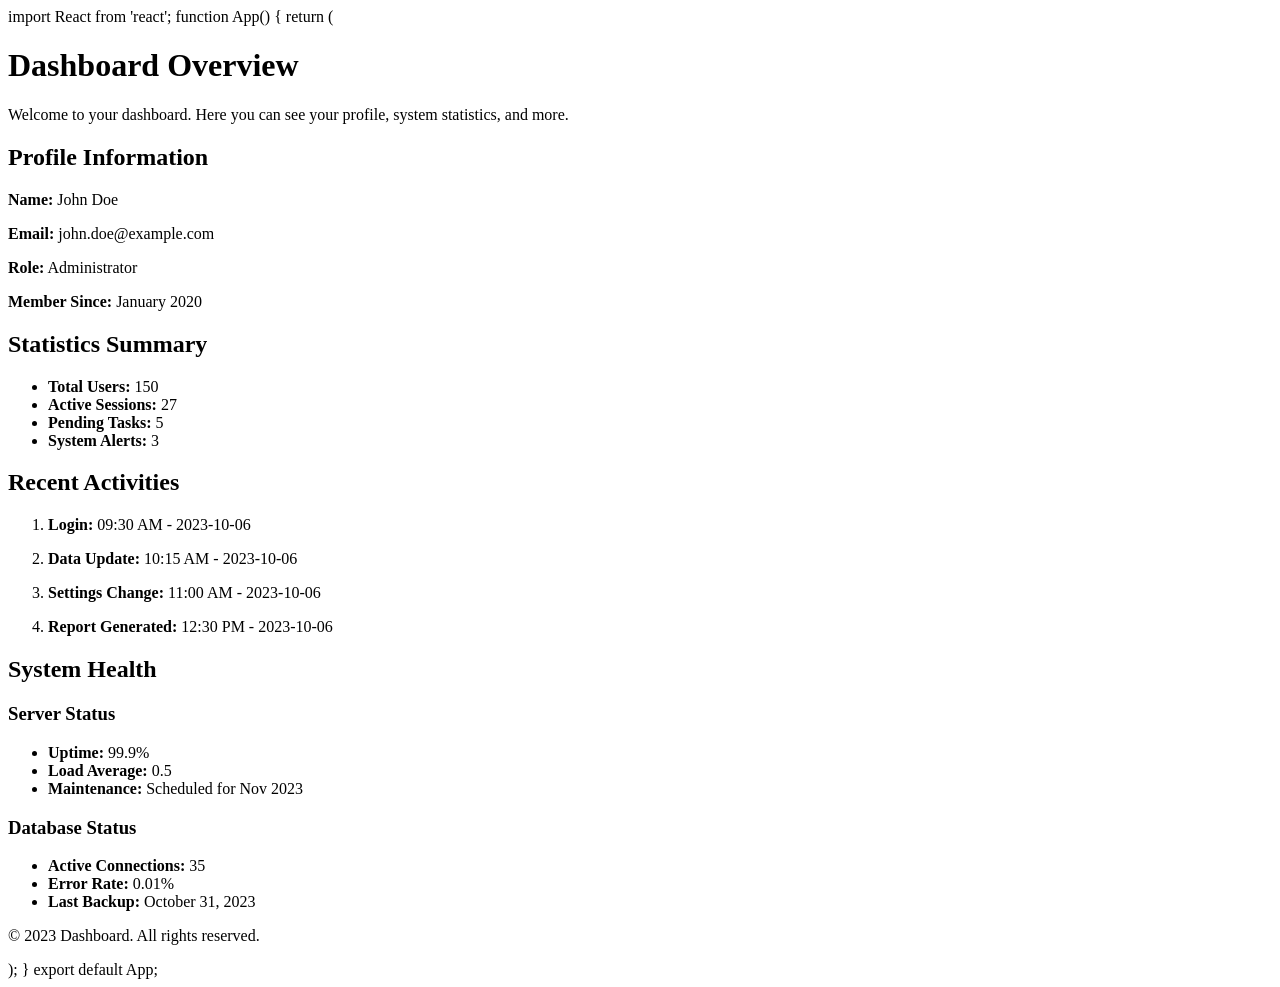 import React from 'react'; function App() { return (
Dashboard Overview
Welcome to your dashboard. Here you can see your profile, system statistics, and more.
Profile Information
Name: John Doe
Email: john.doe@example.com
Role: Administrator
Member Since: January 2020
Statistics Summary
• Total Users: 150
• Active Sessions: 27
• Pending Tasks: 5
• System Alerts: 3
Recent Activities
1. Login: 09:30 AM - 2023-10-06
2. Data Update: 10:15 AM - 2023-10-06
3. Settings Change: 11:00 AM - 2023-10-06
4. Report Generated: 12:30 PM - 2023-10-06
System Health
Server Status
• Uptime: 99.9%
• Load Average: 0.5
• Maintenance: Scheduled for Nov 2023
Database Status
• Active Connections: 35
• Error Rate: 0.01%
• Last Backup: October 31, 2023
© 2023 Dashboard. All rights reserved.
); } export default App;